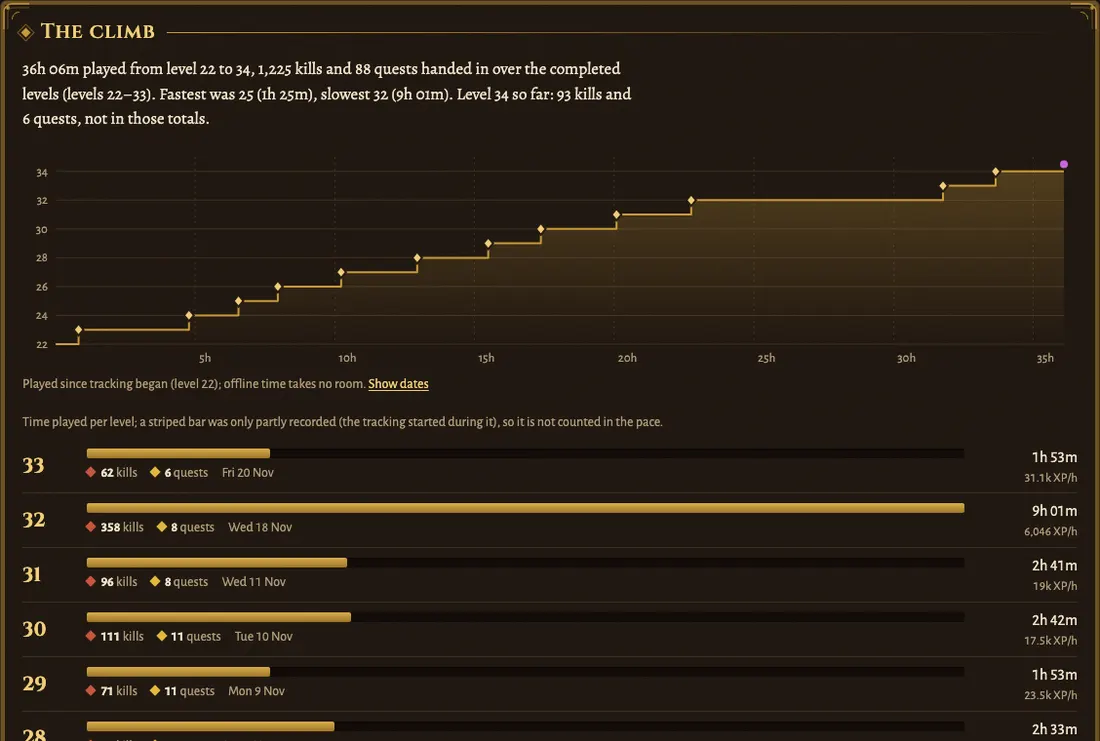 The climb
36h 06m played from level 22 to 34, 1,225 kills and 88 quests handed in over the completed
levels (levels 22–33). Fastest was 25 (1h 25m), slowest 32 (9h 01m). Level 34 so far: 93 kills and
6 quests, not in those totals.
34
32
30
28
26
24
22
5h 10h 15h 20h 25h 30h 35h
Played since tracking began (level 22); offline time takes no room. Show dates
Time played per level; a striped bar was only partly recorded (the tracking started during it), so it is not counted in the pace.
33 1h 53m
62 kills 6 quests Fri 20 Nov 31.1k XP/h
32 9h 01m
358 kills 8 quests Wed 18 Nov 6,046 XP/h
31 2h 41m
96 kills 8 quests Wed 11 Nov 19k XP/h
30 2h 42m
111 kills 11 quests Tue 10 Nov 17.5k XP/h
29 1h 53m
71 kills 11 quests Mon 9 Nov 23.5k XP/h
28 2h 33m